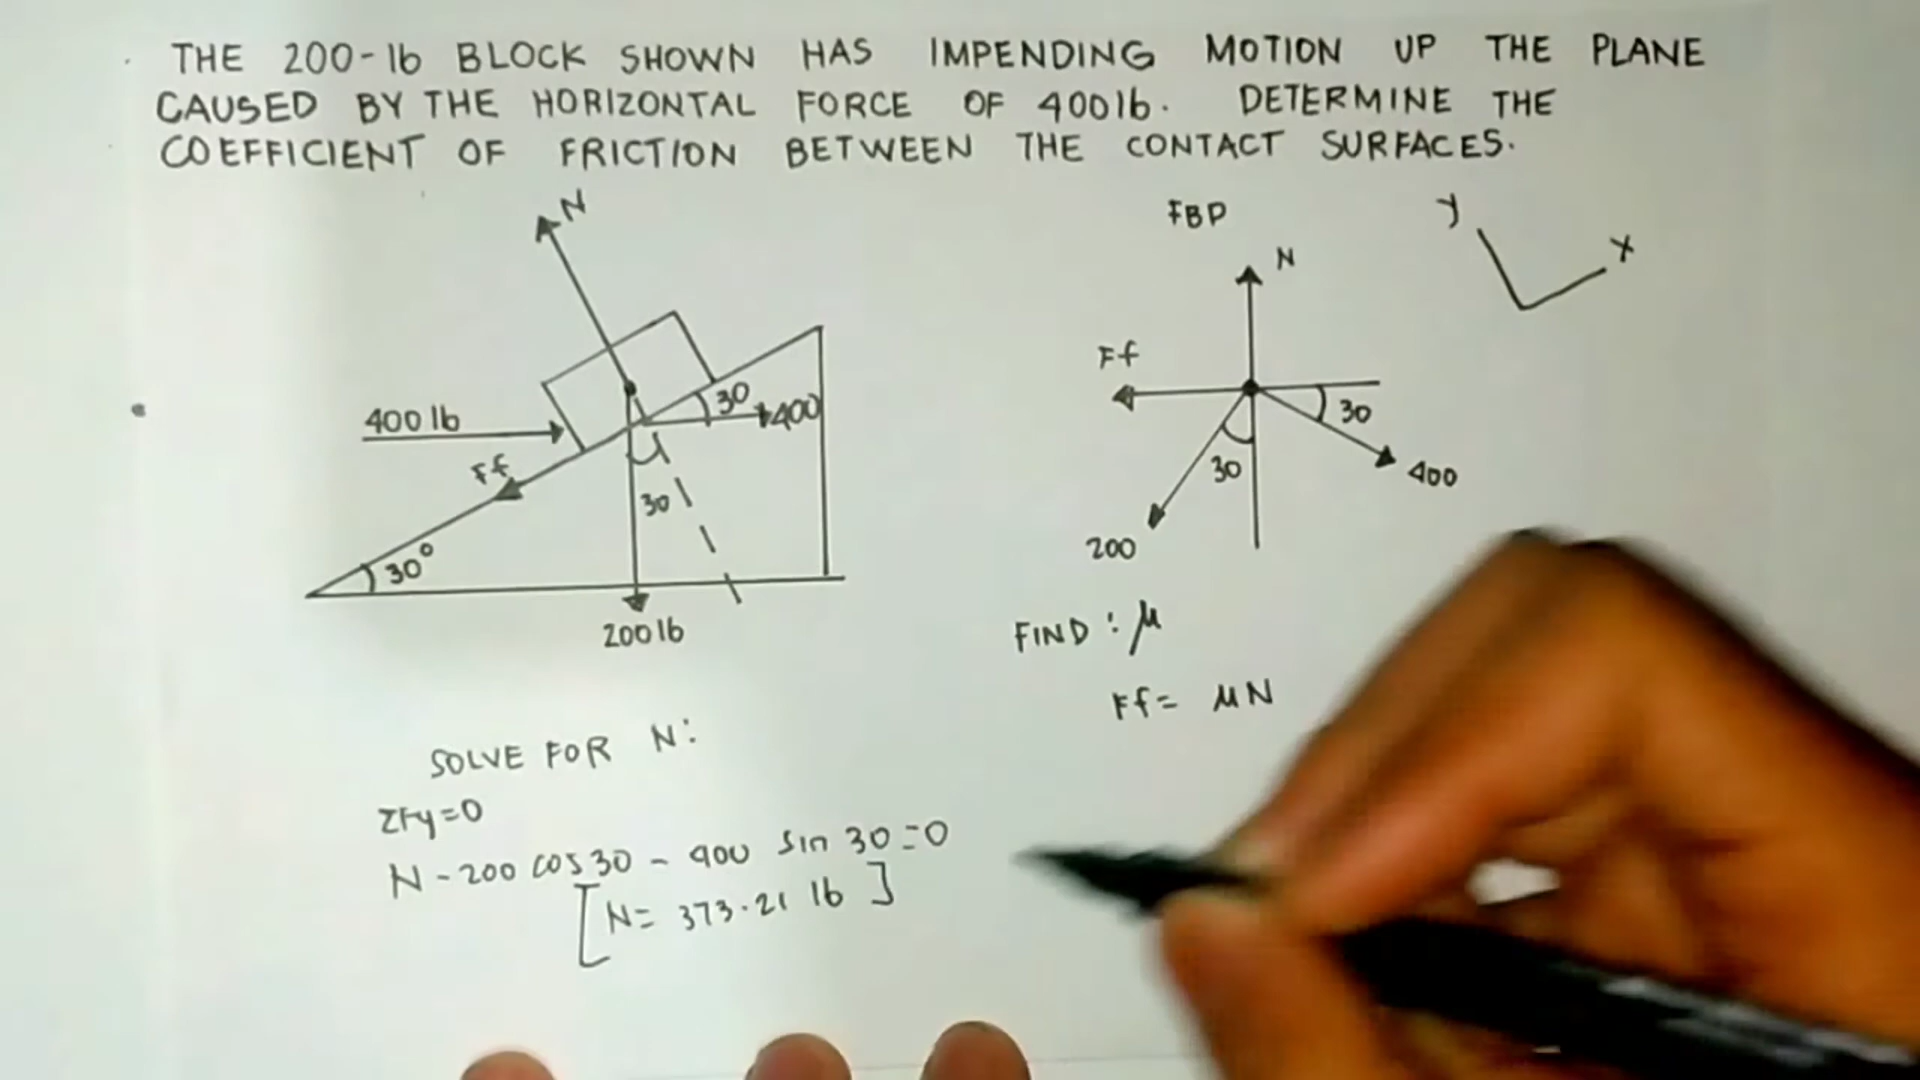 THE 200-lb BLOCK SHOWN HAS IMPENDING MOTION UP THE PLANE
CAUSED BY THE HORIZONTAL FORCE OF 400lb. DETERMINE THE
COEFFICIENT OF FRICTION BETWEEN THE CONTACT SURFACES.
N
400 lb
30
400
Ff
30
30°
200 lb
FBD
y
x
N
Ff
30
30
400
200
FIND: μ
Ff = μN
SOLVE FOR N:
ΣFy=0
N - 200 cos 30 - 400 sin 30 = 0
[N= 373.21 lb]